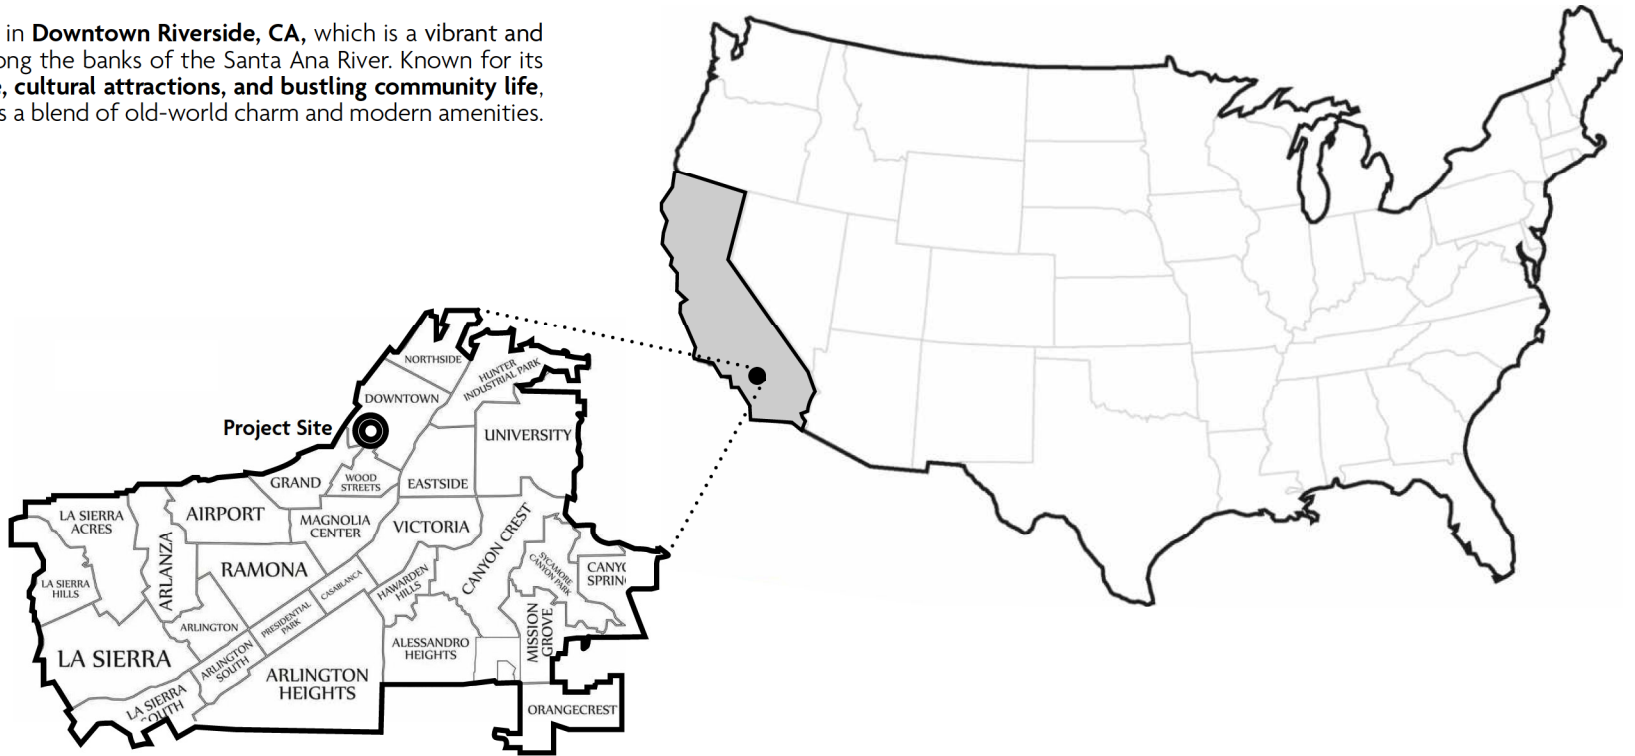 in Downtown Riverside, CA, which is a vibrant and
ong the banks of the Santa Ana River. Known for its
, cultural attractions, and bustling community life,
s a blend of old-world charm and modern amenities.
NORTHSIDE
HUNTER
INDUSTRIAL PARK
DOWNTOWN
Project Site
UNIVERSITY
GRAND
WOOD
STREETS
EASTSIDE
LA SIERRA
ACRES
AIRPORT
MAGNOLIA
CENTER
VICTORIA
CANYON CREST
ARLANZA
RAMONA
SYCAMORE
CANYON PARK
CANYO
SPRIN
LA SIERRA
HILLS
CASABLANCA
HAWARDEN
HILLS
PRESIDENTIAL
PARK
ARLINGTON
MISSION
GROVE
ALESSANDRO
HEIGHTS
LA SIERRA
ARLINGTON
SOUTH
ARLINGTON
HEIGHTS
LA SIERRA
SOUTH
ORANGECREST